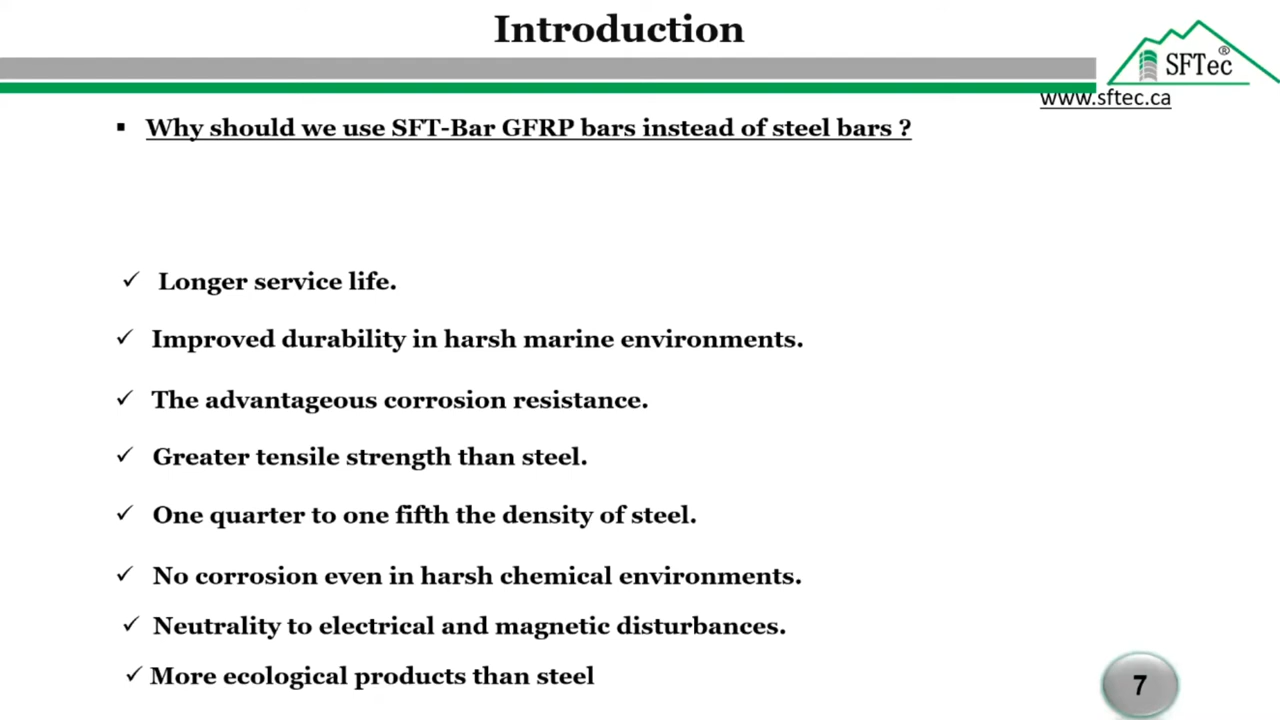 Introduction
SFTec®
www.sftec.ca
▪ Why should we use SFT-Bar GFRP bars instead of steel bars ?
✓ Longer service life.
✓ Improved durability in harsh marine environments.
✓ The advantageous corrosion resistance.
✓ Greater tensile strength than steel.
✓ One quarter to one fifth the density of steel.
✓ No corrosion even in harsh chemical environments.
✓ Neutrality to electrical and magnetic disturbances.
✓ More ecological products than steel
7